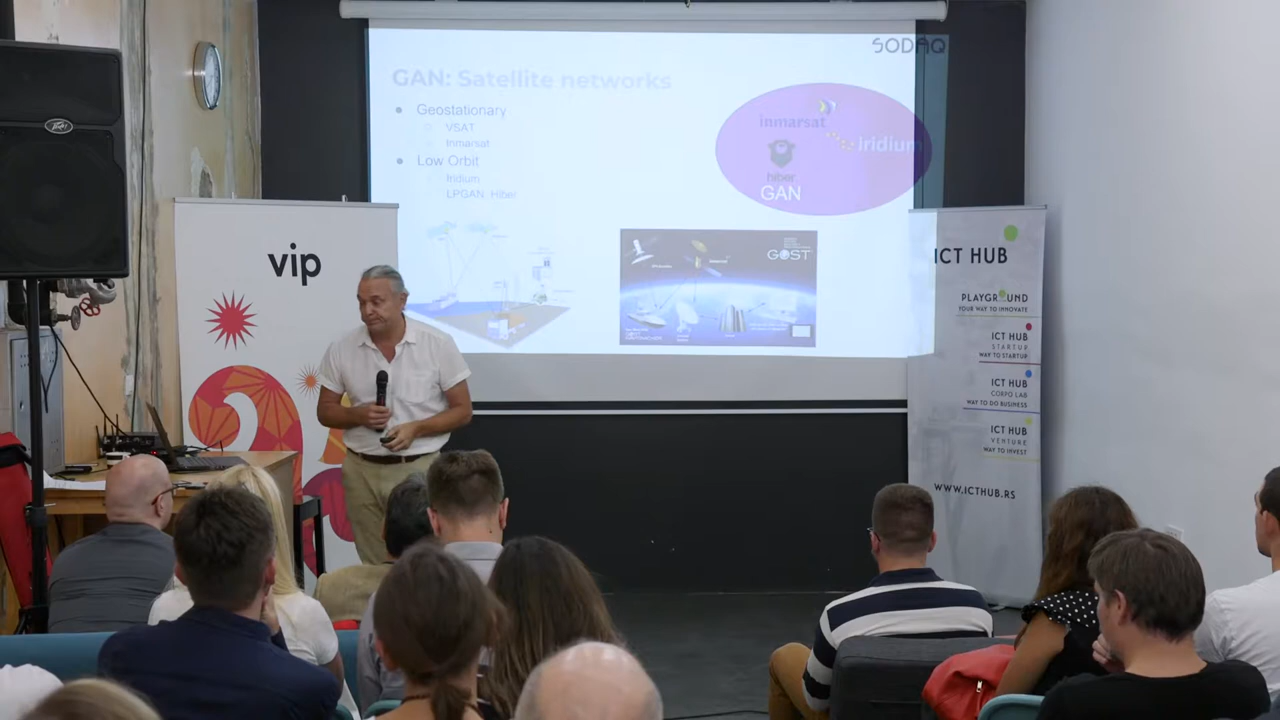 SODAQ
GAN: Satellite networks
Geostationary
VSAT
Inmarsat
Low Orbit
Iridium
LPGAN: Hiber
inmarsat
iridium
hiber
GAN
GOST
vip
ICT HUB
PLAYGROUND
YOUR WAY TO INNOVATE
ICT HUB
STARTUP
WAY TO STARTUP
ICT HUB
CORPO LAB
WAY TO DO BUSINESS
ICT HUB
VENTURE
WAY TO INVEST
WWW.ICTHUB.RS